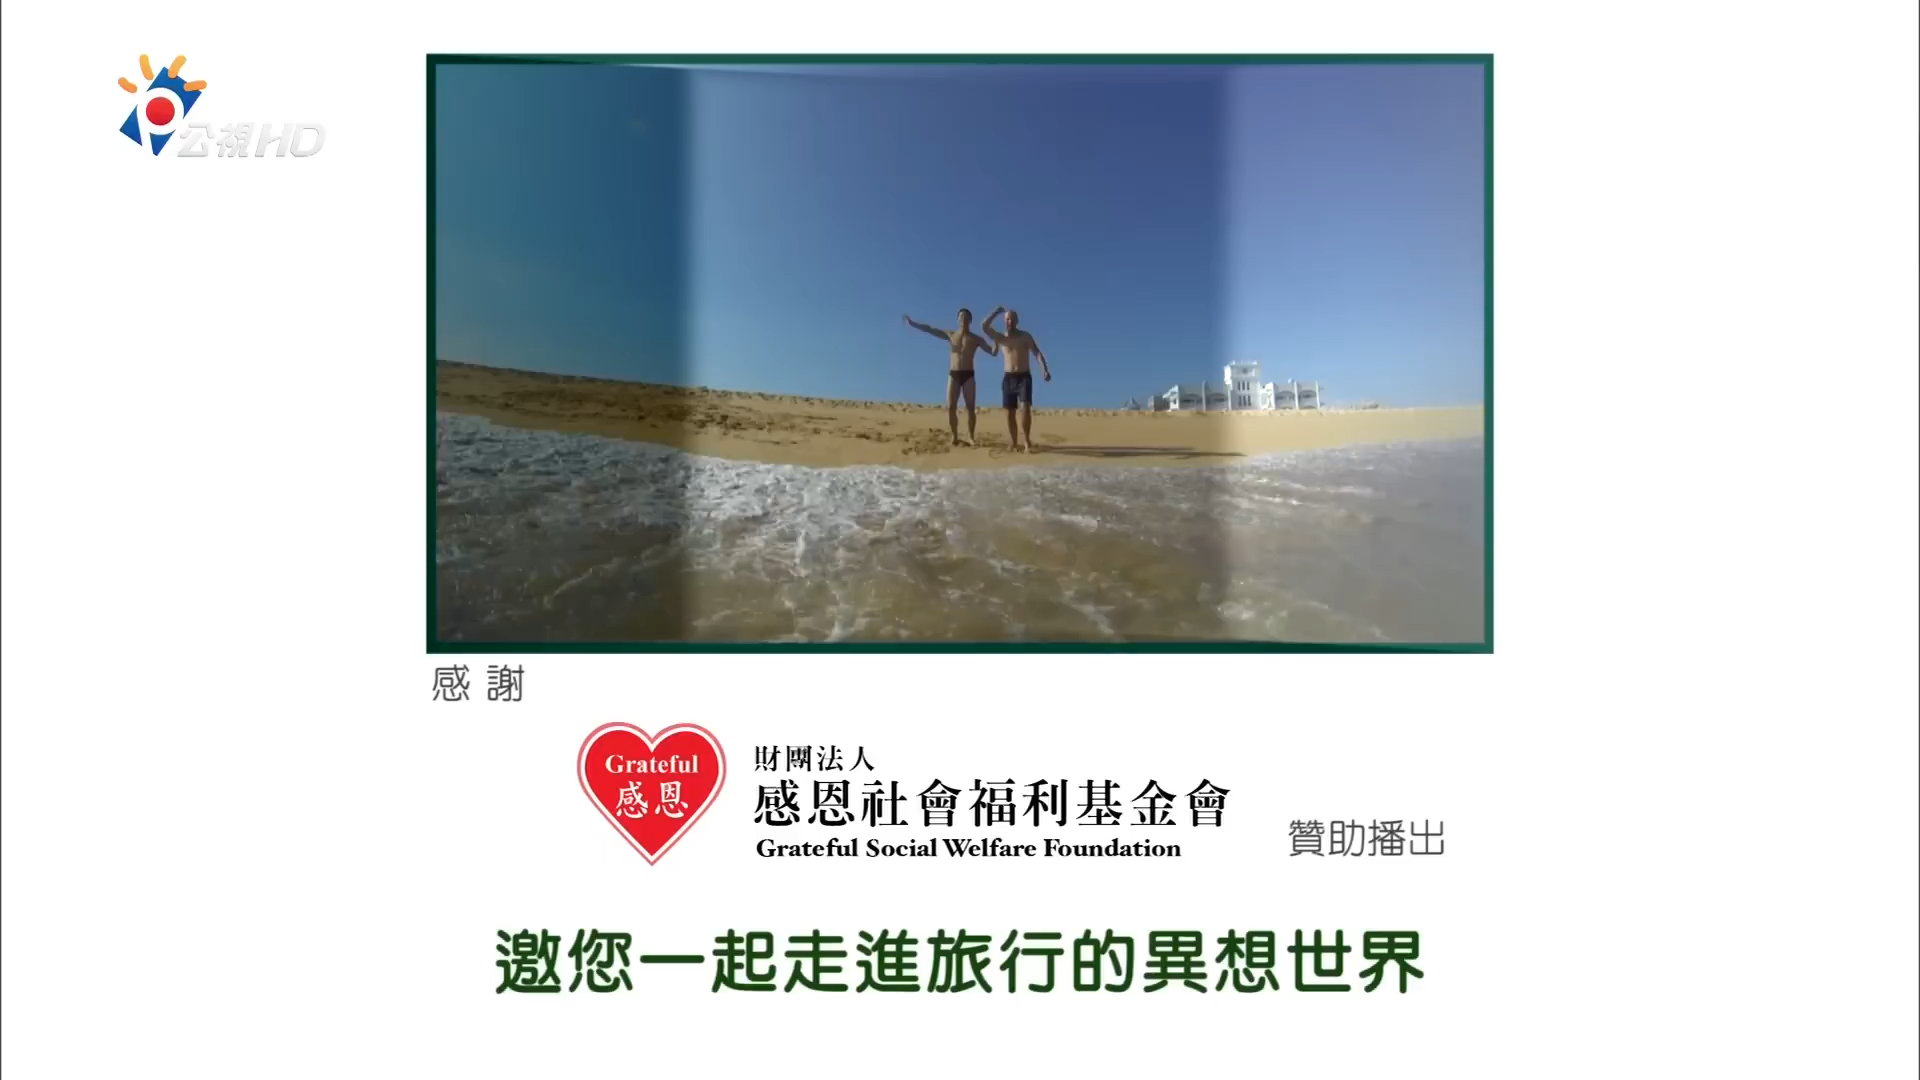 公視HD
感謝
Grateful
感恩
財團法人
感恩社會福利基金會
Grateful Social Welfare Foundation
贊助播出
邀您一起走進旅行的異想世界